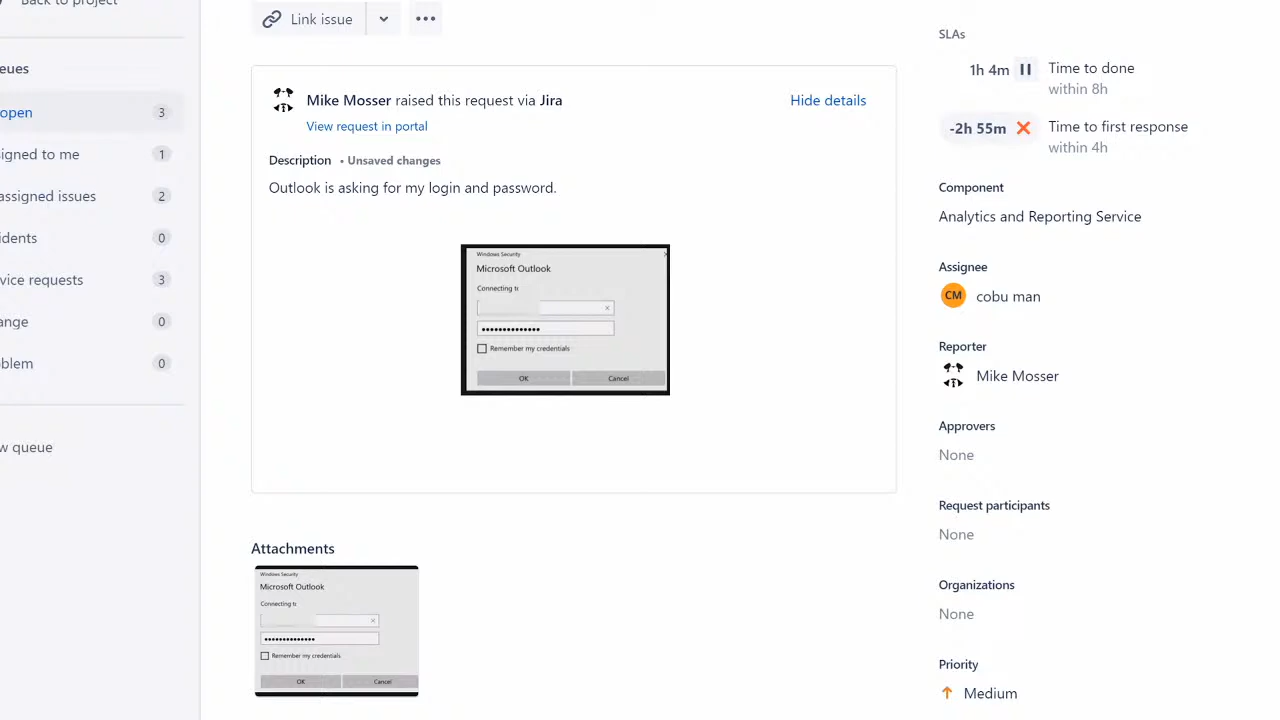 Back to project
eues
open 3
igned to me 1
assigned issues 2
idents 0
vice requests 3
ange 0
blem 0
w queue
Link issue
Mike Mosser raised this request via Jira
Hide details
View request in portal
Description • Unsaved changes
Outlook is asking for my login and password.
Windows Security
Microsoft Outlook
Connecting t
Remember my credentials
OK Cancel
Attachments
Windows Security
Microsoft Outlook
Connecting t
Remember my credentials
OK Cancel
SLAs
1h 4m Time to done
within 8h
-2h 55m Time to first response
within 4h
Component
Analytics and Reporting Service
Assignee
CM cobu man
Reporter
Mike Mosser
Approvers
None
Request participants
None
Organizations
None
Priority
Medium